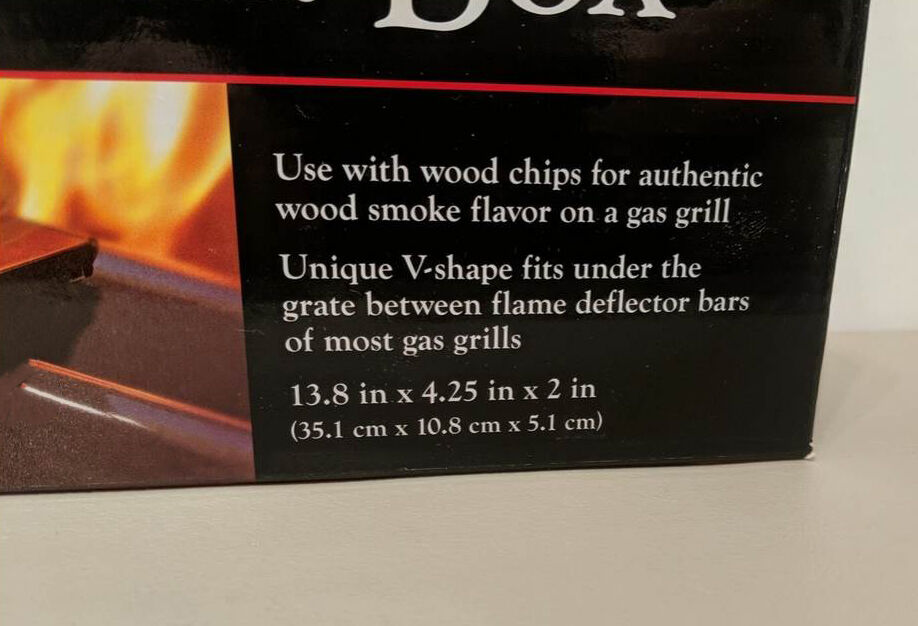 Box
Use with wood chips for authentic
wood smoke flavor on a gas grill
Unique V-shape fits under the
grate between flame deflector bars
of most gas grills
13.8 in x 4.25 in x 2 in
(35.1 cm x 10.8 cm x 5.1 cm)